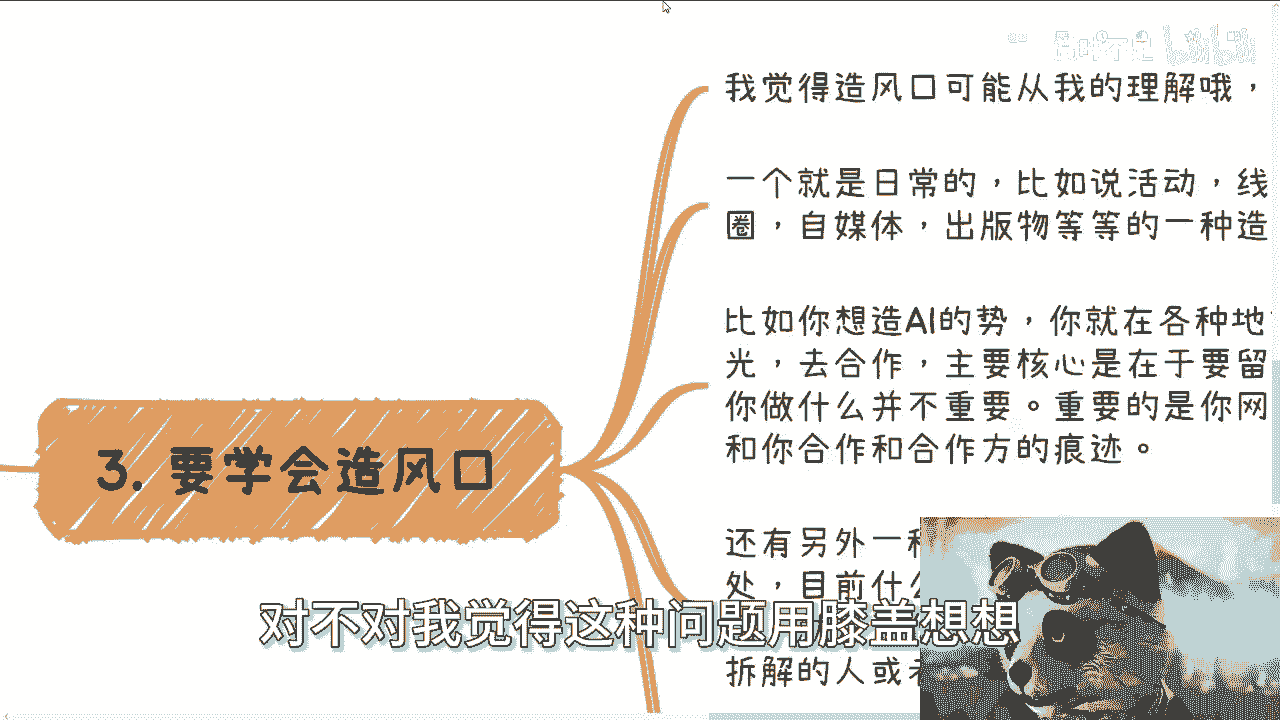 我觉得造风口可能从我的理解哦，
一个就是日常的，比如说活动，线
圈，自媒体，出版物等等的一种造
比如你想造AI的势，你就在各种地
光，去合作，主要核心是在于要留
你做什么并不重要。重要的是你网
和你合作和合作方的痕迹。
3. 要学会造风口
还有另外一种
处，目前什么
对不对我觉得这种问题用膝盖想想
拆解的人或